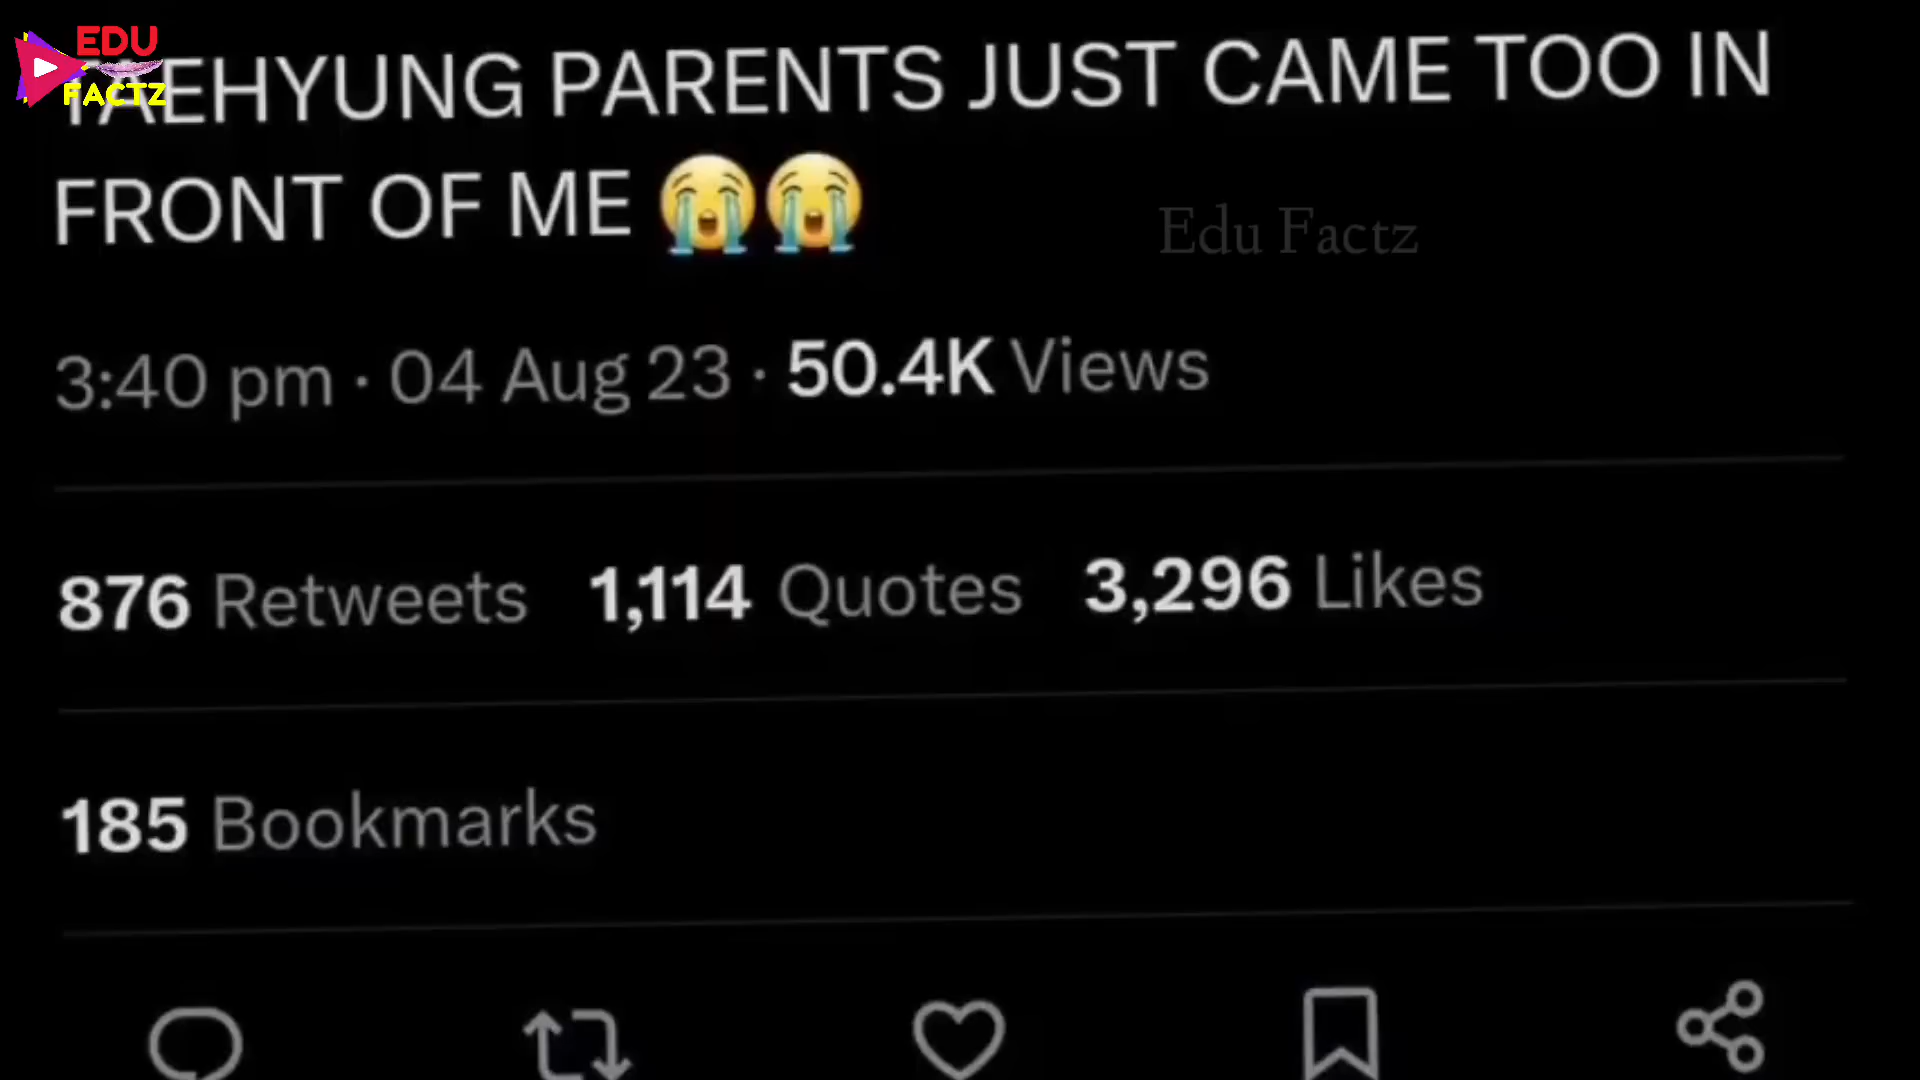 EDU
FACTZ
TAEHYUNG PARENTS JUST CAME TOO IN
FRONT OF ME 😭😭
Edu Factz
3:40 pm · 04 Aug 23 · 50.4K Views
876 Retweets 1,114 Quotes 3,296 Likes
185 Bookmarks